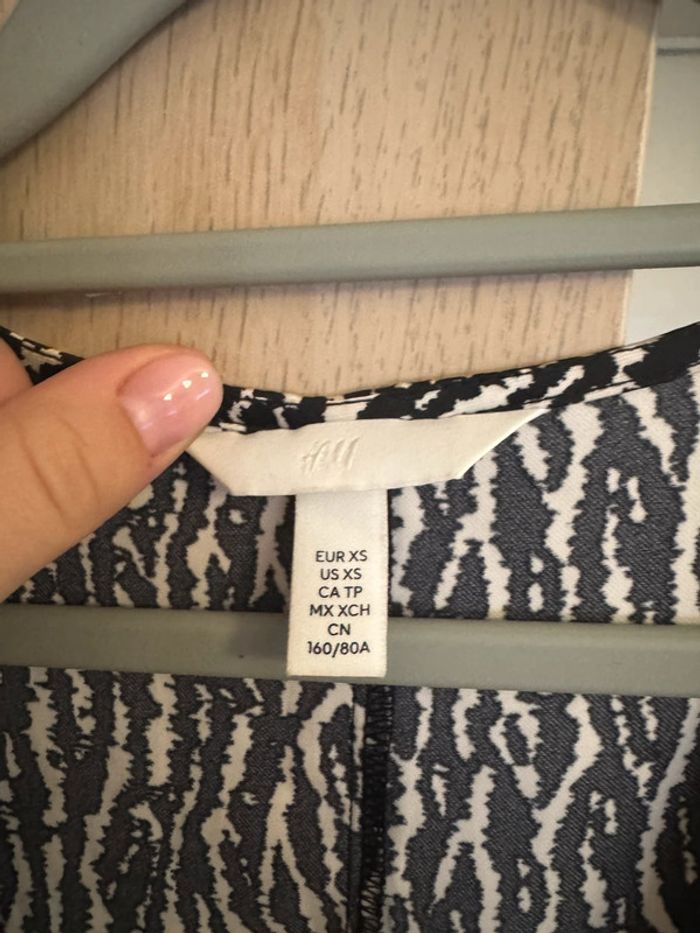 H&M
EUR XS
US XS
CA TP
MX XCH
CN
160/80A